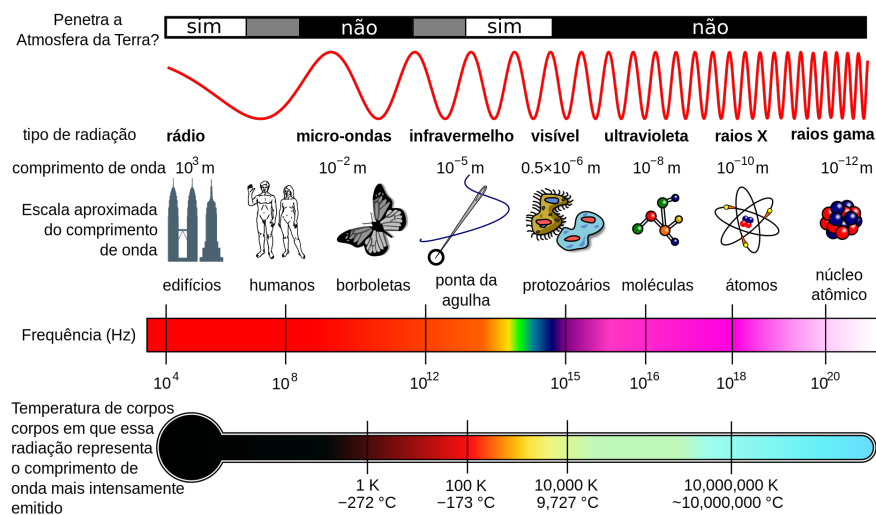 Penetra a
Atmosfera da Terra?
sim não sim não
tipo de radiação rádio micro-ondas infravermelho visível ultravioleta raios X raios gama
comprimento de onda 10³ m 10⁻² m 10⁻⁵ m 0.5×10⁻⁶ m 10⁻⁸ m 10⁻¹⁰ m 10⁻¹² m
Escala aproximada
do comprimento
de onda
edifícios humanos borboletas ponta da
agulha
protozoários moléculas átomos núcleo
atômico
Frequência (Hz)
10⁴ 10⁸ 10¹² 10¹⁵ 10¹⁶ 10¹⁸ 10²⁰
Temperatura de corpos
corpos em que essa
radiação representa
o comprimento de
onda mais intensamente
emitido
1 K 100 K 10,000 K 10,000,000 K
−272 °C −173 °C 9,727 °C ~10,000,000 °C